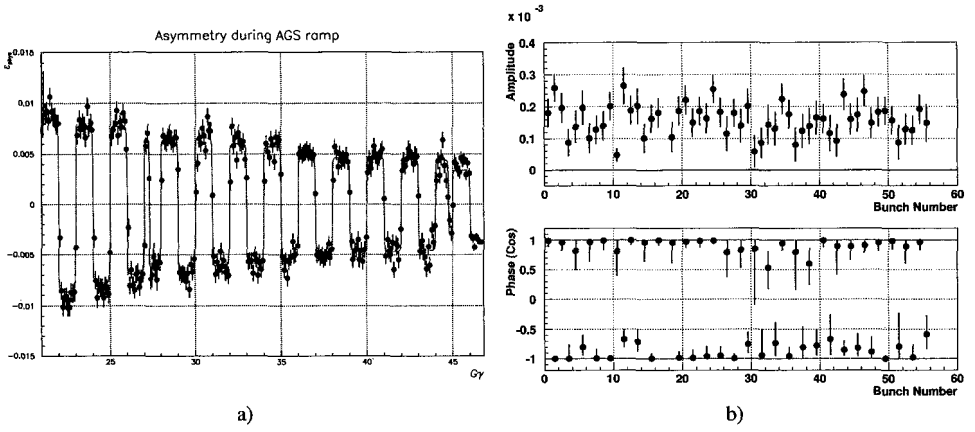 Asymmetry during AGS ramp
0.015
0.01
0.005
0
-0.005
-0.01
-0.015
25 30 35 40 45
Gγ
a)
x 10 -3
Amplitude
0.4
0.3
0.2
0.1
0
0 10 20 30 40 50 60
Bunch Number
Phase (Cos)
1
0.5
0
-0.5
-1
0 10 20 30 40 50 60
Bunch Number
b)